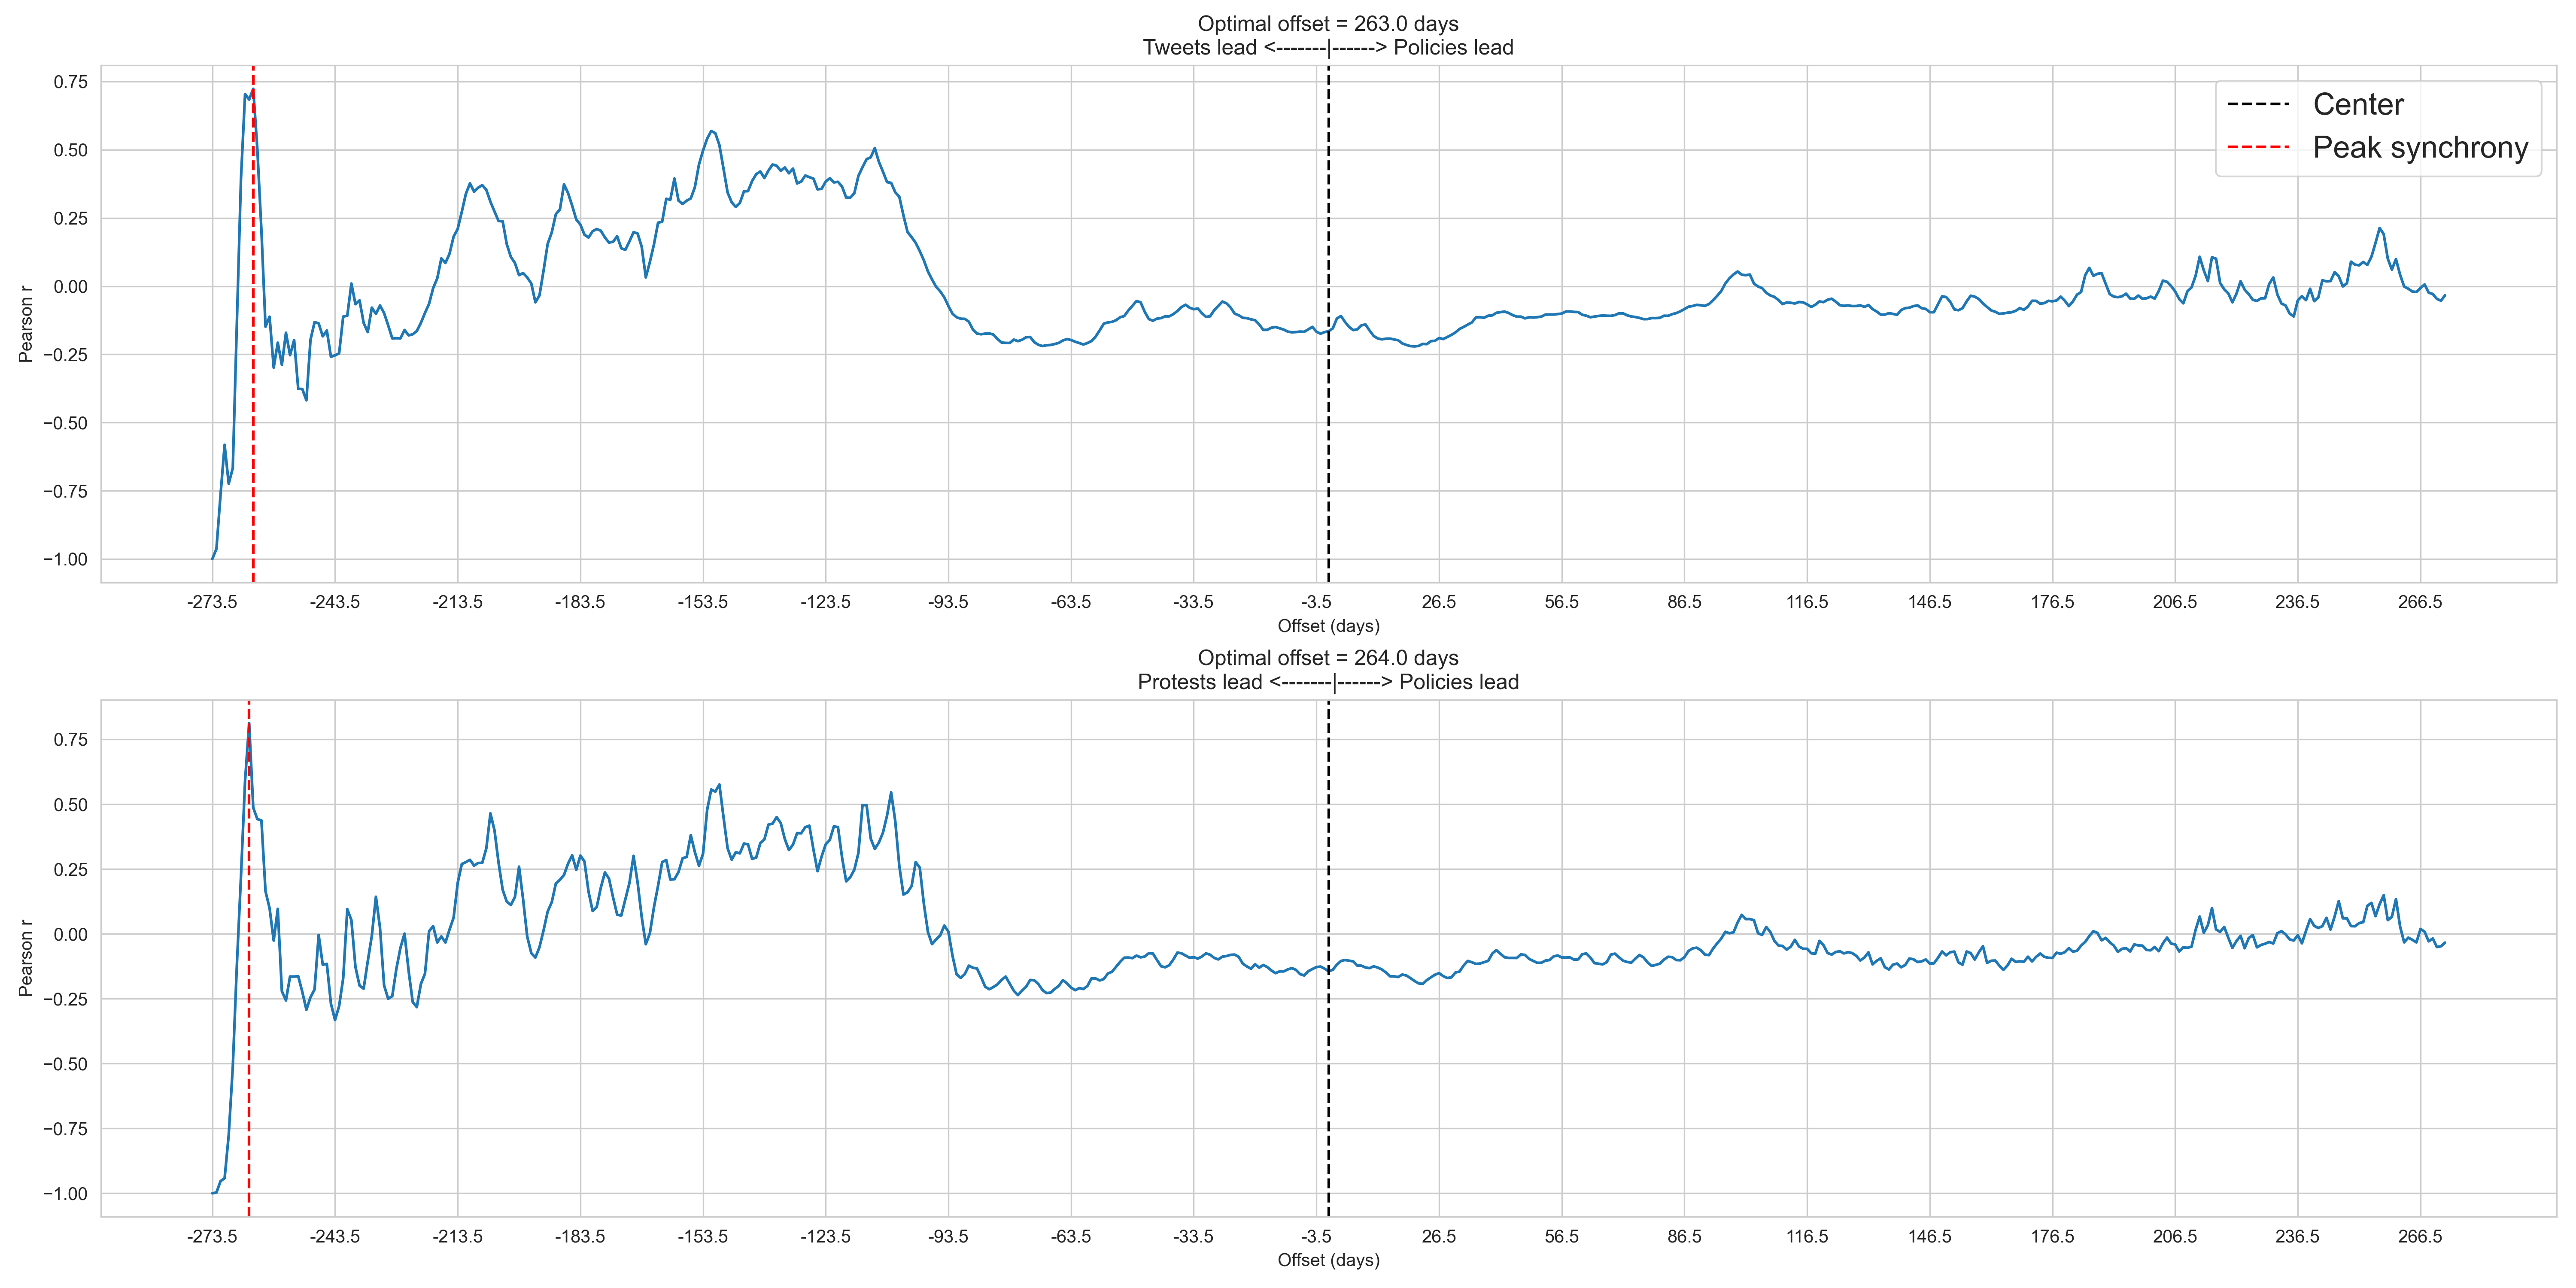 Optimal offset = 263.0 days
Tweets lead <-------|------> Policies lead
Center
Peak synchrony
0.75
0.50
0.25
0.00
−0.25
−0.50
−0.75
−1.00
Pearson r
-273.5 -243.5 -213.5 -183.5 -153.5 -123.5 -93.5 -63.5 -33.5 -3.5 26.5 56.5 86.5 116.5 146.5 176.5 206.5 236.5 266.5
Offset (days)
Optimal offset = 264.0 days
Protests lead <-------|------> Policies lead
0.75
0.50
0.25
0.00
−0.25
−0.50
−0.75
−1.00
Pearson r
-273.5 -243.5 -213.5 -183.5 -153.5 -123.5 -93.5 -63.5 -33.5 -3.5 26.5 56.5 86.5 116.5 146.5 176.5 206.5 236.5 266.5
Offset (days)